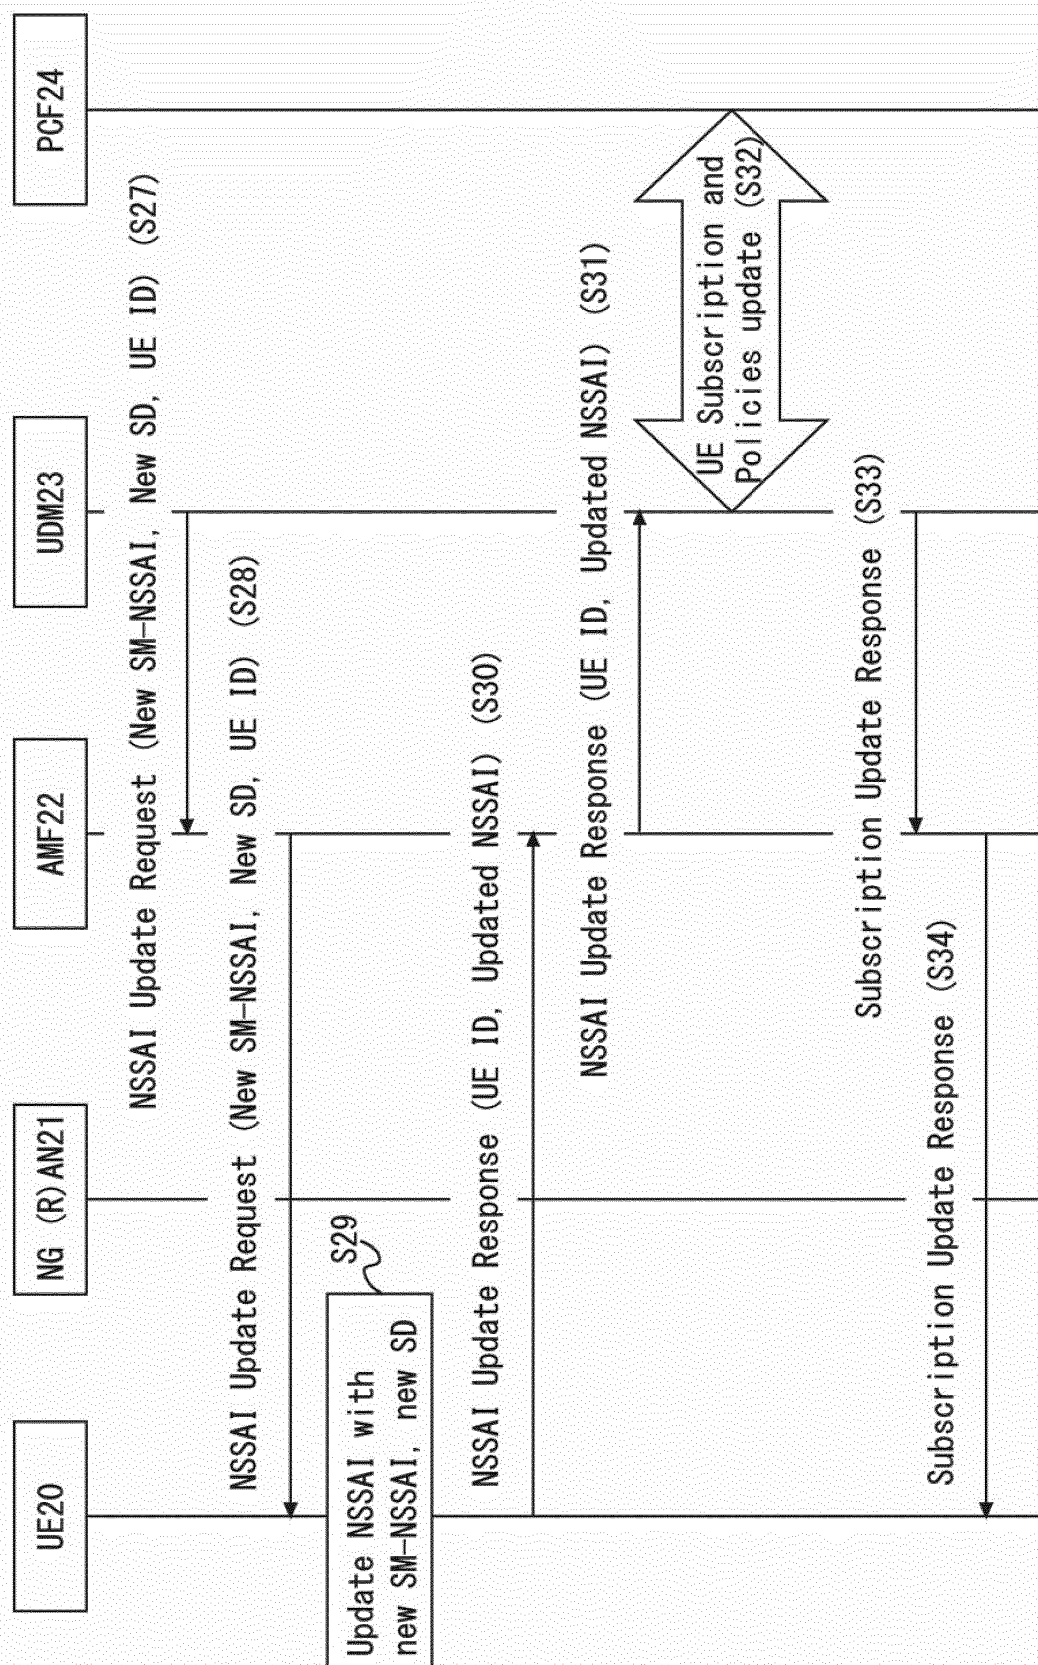 UE20
NG (R)AN21
AMF22
UDM23
PCF24
NSSAI Update Request (New SM-NSSAI, New SD, UE ID) (S27)
NSSAI Update Request (New SM-NSSAI, New SD, UE ID) (S28)
S29
Update NSSAI with
new SM-NSSAI, new SD
NSSAI Update Response (UE ID, Updated NSSAI) (S30)
NSSAI Update Response (UE ID, Updated NSSAI) (S31)
UE Subscription and
Policies update (S32)
Subscription Update Response (S33)
Subscription Update Response (S34)